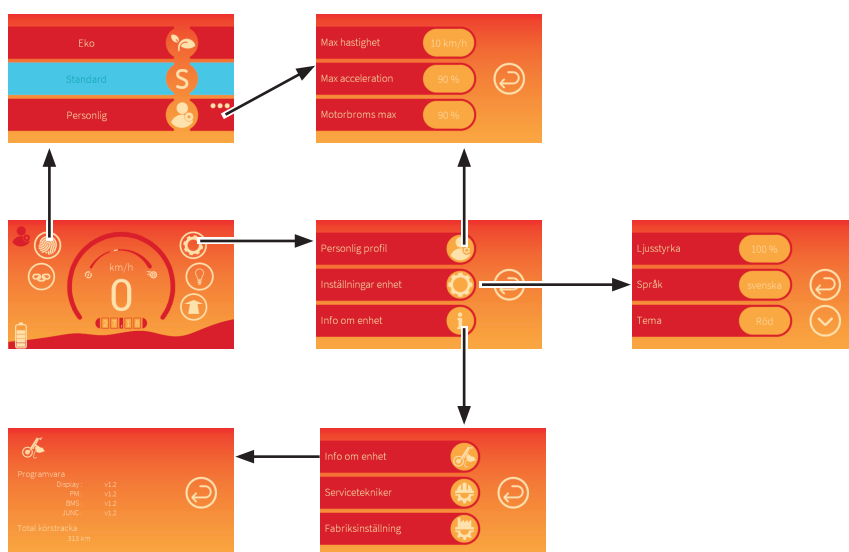 Eko
Standard
S
Personlig
Max hastighet
10 km/h
Max acceleration
90 %
Motorbroms max
90 %
km/h
0
Personlig profil
Inställningar enhet
Info om enhet
i
Ljusstyrka
100 %
Språk
svenska
Tema
Röd
Programvara
Display : v1.2
PM : v1.2
BMS : v1.2
JUNC : v1.2
Total körsträcka
313 km
Info om enhet
Servicetekniker
Fabriksinställning